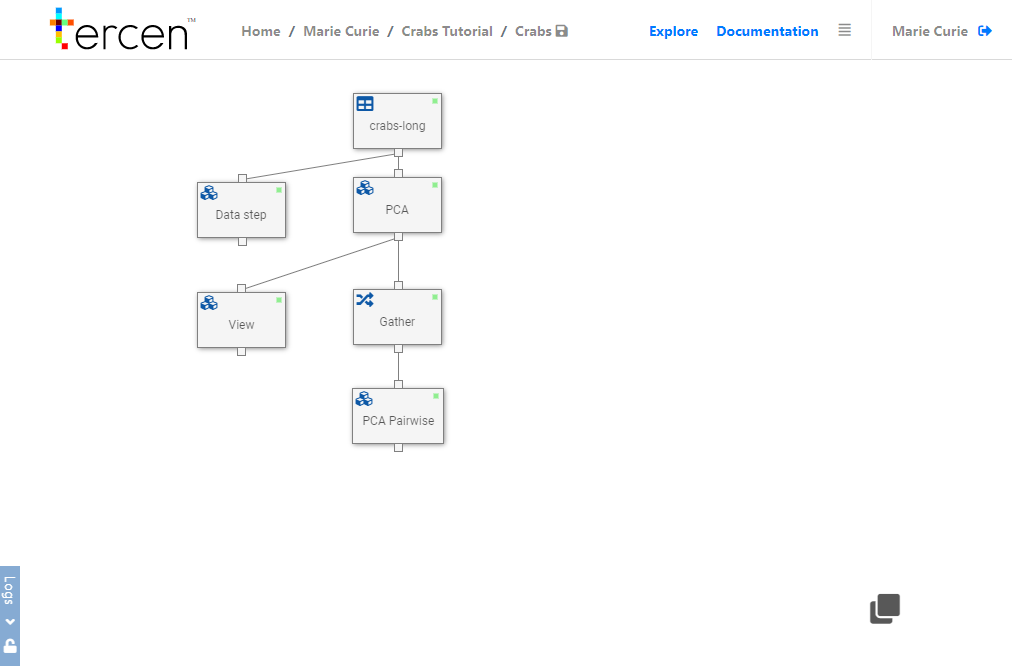 tercen™
Home / Marie Curie / Crabs Tutorial / Crabs
Explore Documentation
Marie Curie
crabs-long
Data step
PCA
View
Gather
PCA Pairwise
Logs